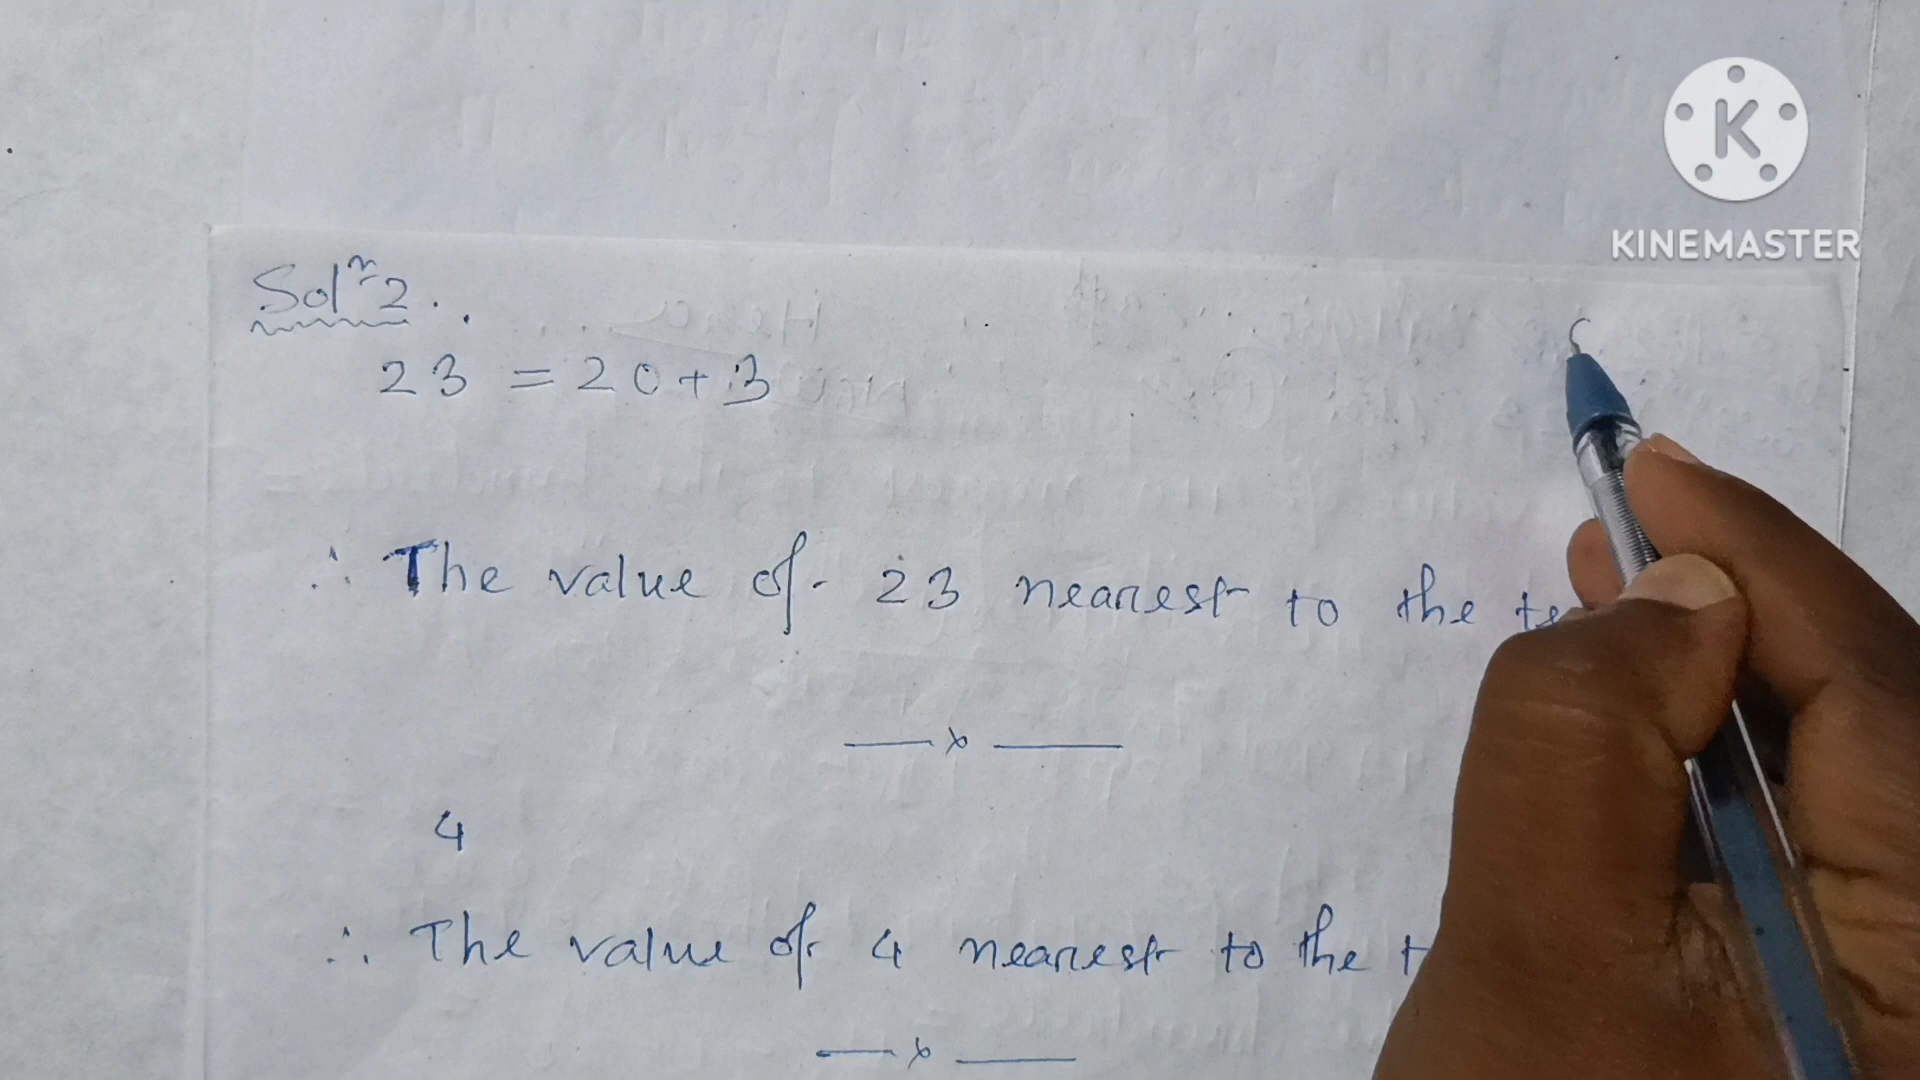 KINEMASTER
Solⁿ 2.
23 = 20 + 3
∴ The value of 23 nearest to the te
4
∴ The value of 4 nearest to the t